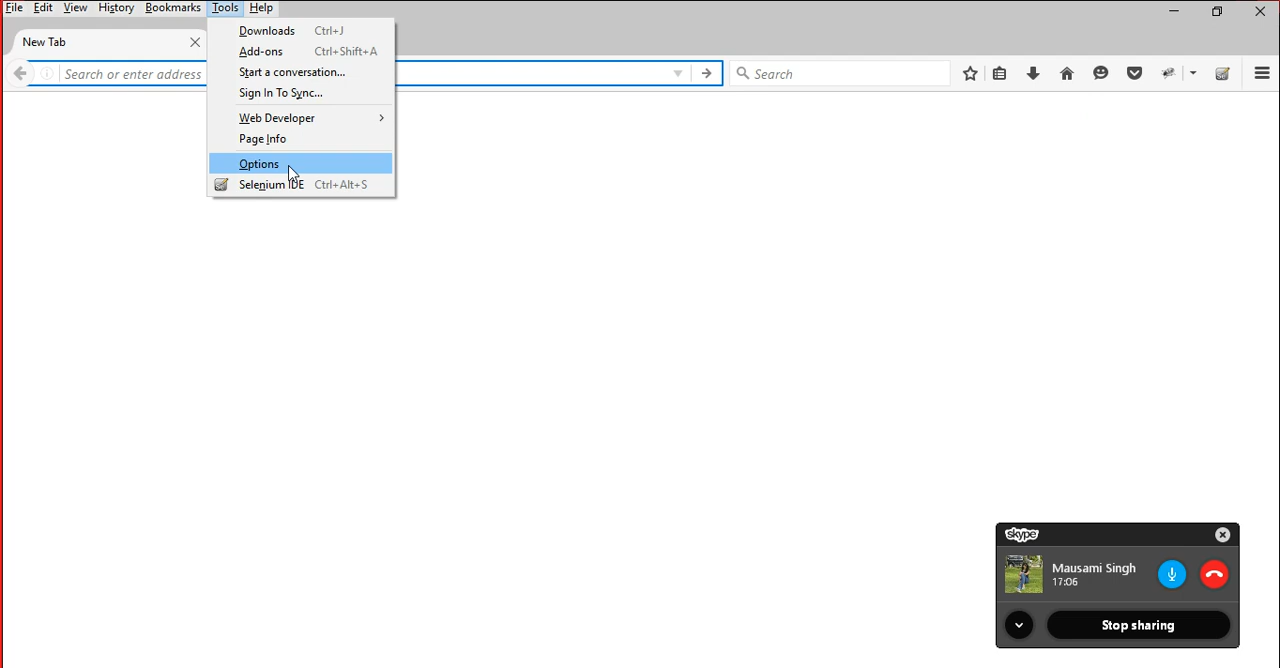 File Edit View History Bookmarks Tools Help
New Tab
Search or enter address
Search
Downloads Ctrl+J
Add-ons Ctrl+Shift+A
Start a conversation...
Sign In To Sync...
Web Developer
Page Info
Options
Selenium IDE Ctrl+Alt+S
skype
Mausami Singh
17:06
Stop sharing